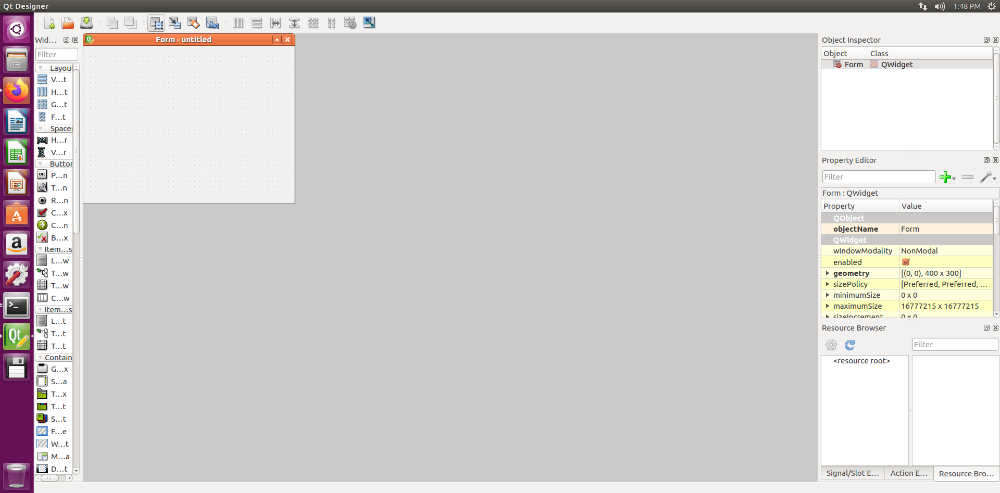 Qt Designer
1:48 PM
Wid...
Filter
Layou
V...t
H...t
G...t
F...t
Spacer
H...r
V...r
Button
P...n
T...n
R...n
C...x
C...n
B...x
Item...s
L...w
T...w
T...w
C...w
Item...s
L...t
T...t
T...t
Contain
G...x
S...a
T...x
T...t
S...t
F...e
W...t
M...a
D...t
Form - untitled
Object Inspector
Object Class
Form QWidget
Property Editor
Filter
Form : QWidget
Property Value
QObject
objectName Form
QWidget
windowModality NonModal
enabled
geometry [(0, 0), 400 x 300]
sizePolicy [Preferred, Preferred, ...
minimumSize 0 x 0
maximumSize 16777215 x 16777215
sizeIncrement 0 x 0
Resource Browser
Filter
<resource root>
Signal/Slot E... Action E... Resource Bro...